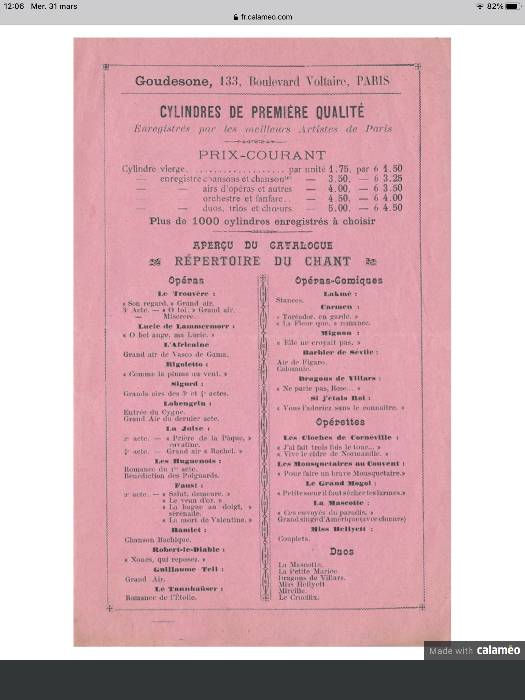 12:06 Mer. 31 mars
82%
fr.calameo.com
Goudesone, 133, Boulevard Voltaire, PARIS
CYLINDRES DE PREMIÈRE QUALITÉ
Enregistrés par les meilleurs Artistes de Paris
PRIX-COURANT
Cylindre vierge, .................... par unité 1.75, par 6 1.50
— enregistré chansons et chansonnes — 3.50, — 6 3.25
— — airs d'opéras et autres — 4.00, — 6 3.50
orchestre et fanfare.. — 4.50, — 6 4.00
— — duos, trios et chœurs — 5.00, — 6 4.50
Plus de 1000 cylindres enregistrés à choisir
APERÇU DU CATALOGUE
RÉPERTOIRE DU CHANT
Opéras
Le Trouvère :
« Son regard. » Grand air.
3e Acte. — « O toi. » Grand air.
— Miserere.
Lucie de Lammermorr :
« O bel ange, ma Lucie. »
L'Africaine
Grand air de Vasco de Gama.
Rigoletto :
« Comme la plume au vent. »
Sigurd :
Grands airs des 3e et 4e actes.
Lohengrin :
Entrée du Cygne.
Grand Air du dernier acte.
La Juive :
2e acte. — « Prière de la Pâque, »
cavatine.
4e acte. — Grand air « Rachel. »
Les Huguenots :
Romance du 1er acte.
Bénédiction des Poignards.
Faust :
3e acte. — « Salut, demeure. »
« Le veau d'or. »
« La bague au doigt, »
sérénade.
« La mort de Valentine. »
Hamlet :
Chanson Bachique.
Robert-le-Diable :
« Nones, qui reposez. »
Guillaume Tell :
Grand Air.
Le Tannhaüser :
Romance de l'Étoile.
Opéras-Comiques
Lakmé :
Stances.
Carmen :
« Toréador, en garde. »
« La Fleur que, » romance.
Mignon :
« Elle ne croyait pas. »
Barbier de Sévile :
Air de Figaro.
Calomnie.
Dragons de Villars :
« Ne parle pas, Rose... »
Si j'étais Roi :
« Vous l'adoriez sans le connaître. »
Opérettes
Les Cloches de Cornéville :
« J'ai fait trois fois le tour... »
« Vive le cidre de Normandie. »
Les Mousquetaires au Couvent :
« Pour faire un brave Mousquetaire.»
Le Grand Mogol :
« Petite sœur il faut sécher tes larmes.»
La Mascotte :
« Ces envoyés du paradis. »
Grand singe d'Amérique (avec chœurs)
Miss Hellyett :
Couplets.
Duos
La Mascotte.
La Petite Mariée
Dragons de Villars.
Miss Hellyett
Mireille.
Le Crucifix.
Made with calaméo